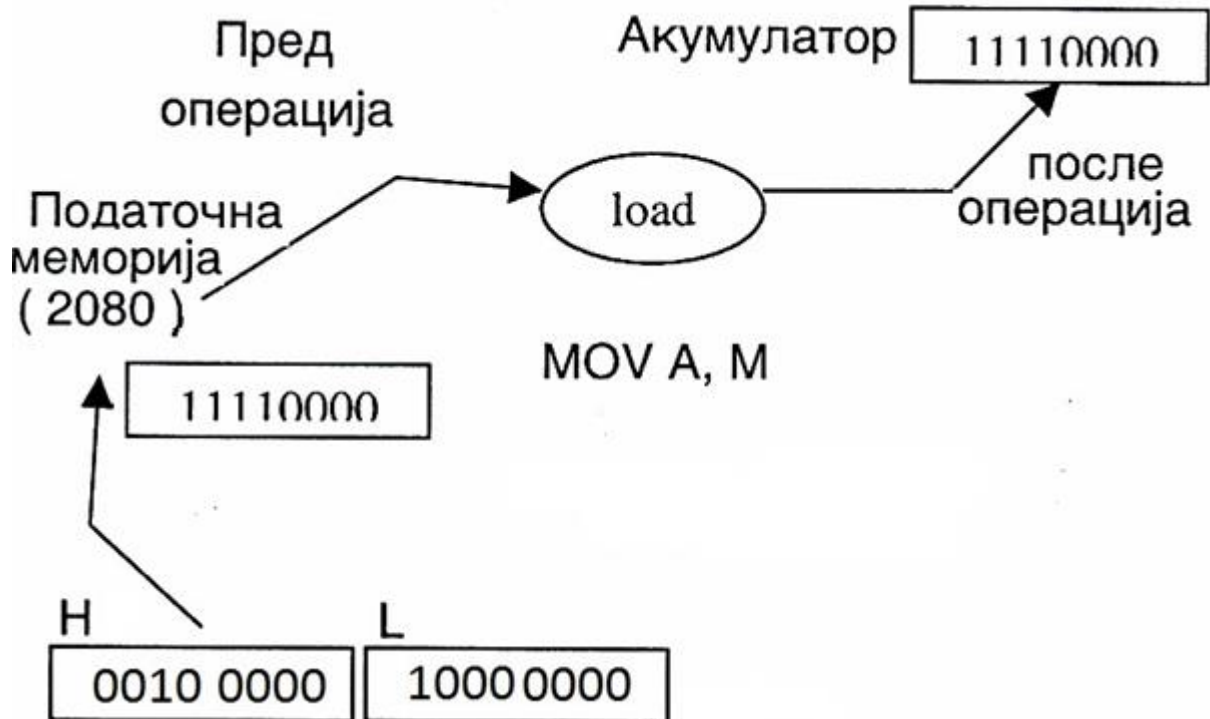 Пред
операција
Акумулатор
11110000
Податочна
меморија
( 2080 )
load
после
операција
MOV A, M
11110000
H
L
0010 0000
1000 0000